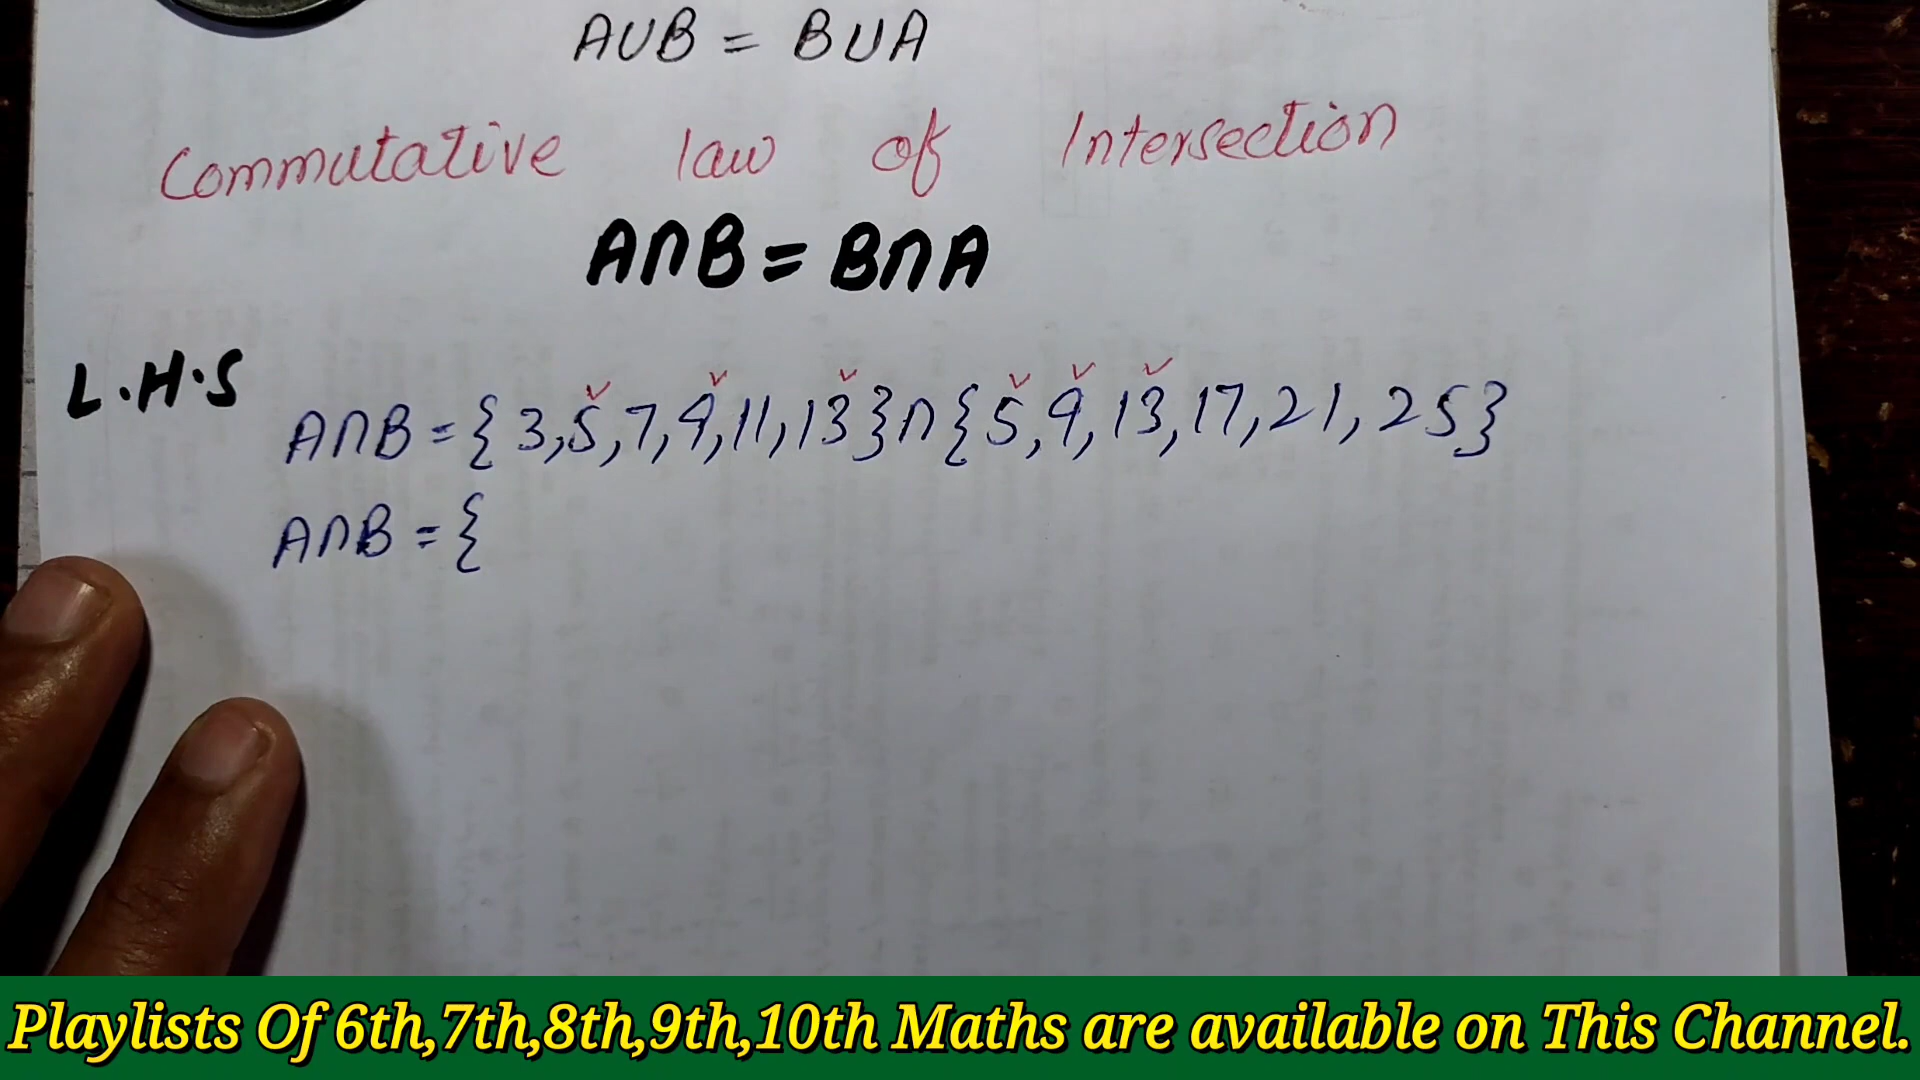 A∪B = B∪A
Commutative law of Intersection
A∩B = B∩A
L.H.S
A∩B = {3,5,7,9,11,13}∩{5,9,13,17,21,25}
A∩B = {
Playlists Of 6th,7th,8th,9th,10th Maths are available on This Channel.